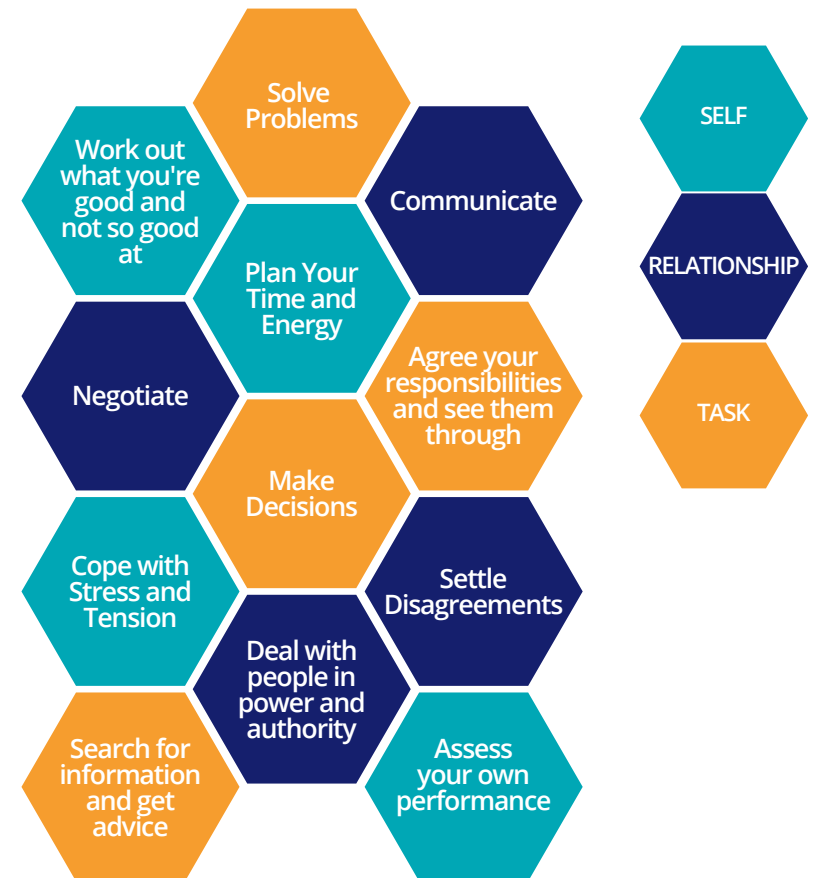 Solve
Problems
Work out
what you're
good and
not so good
at
Communicate
Plan Your
Time and
Energy
Negotiate
Agree your
responsibilities
and see them
through
Make
Decisions
Cope with
Stress and
Tension
Settle
Disagreements
Deal with
people in
power and
authority
Search for
information
and get
advice
Assess
your own
performance
SELF
RELATIONSHIP
TASK